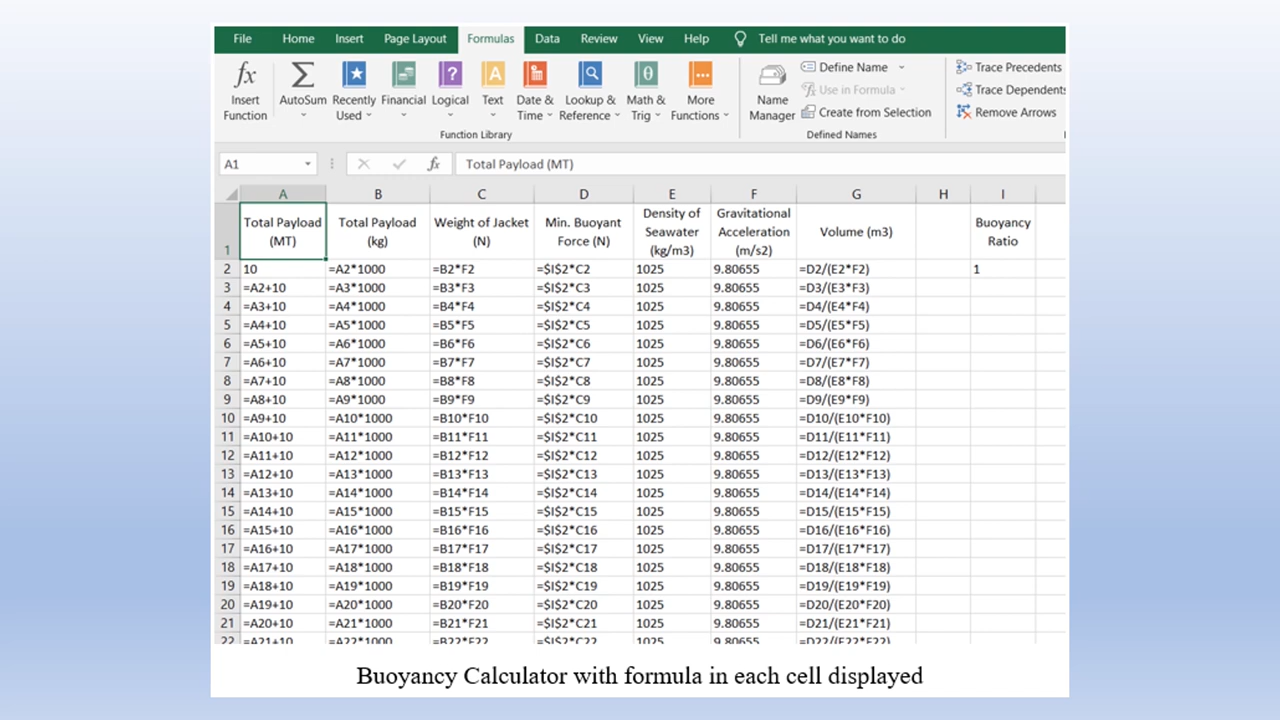 File Home Insert Page Layout Formulas Data Review View Help Tell me what you want to do
fx Σ ? A θ
Insert Function AutoSum Recently Used Financial Logical Text Date & Time Lookup & Reference Math & Trig More Functions Name Manager
Define Name
Use in Formula
Create from Selection
Trace Precedents
Trace Dependents
Remove Arrows
Function Library Defined Names
A1 fx Total Payload (MT)
A B C D E F G H I
1 Total Payload (MT) Total Payload (kg) Weight of Jacket (N) Min. Buoyant Force (N) Density of Seawater (kg/m3) Gravitational Acceleration (m/s2) Volume (m3) Buoyancy Ratio
2 10 =A2*1000 =B2*F2 =$I$2*C2 1025 9.80655 =D2/(E2*F2) 1
3 =A2+10 =A3*1000 =B3*F3 =$I$2*C3 1025 9.80655 =D3/(E3*F3)
4 =A3+10 =A4*1000 =B4*F4 =$I$2*C4 1025 9.80655 =D4/(E4*F4)
5 =A4+10 =A5*1000 =B5*F5 =$I$2*C5 1025 9.80655 =D5/(E5*F5)
6 =A5+10 =A6*1000 =B6*F6 =$I$2*C6 1025 9.80655 =D6/(E6*F6)
7 =A6+10 =A7*1000 =B7*F7 =$I$2*C7 1025 9.80655 =D7/(E7*F7)
8 =A7+10 =A8*1000 =B8*F8 =$I$2*C8 1025 9.80655 =D8/(E8*F8)
9 =A8+10 =A9*1000 =B9*F9 =$I$2*C9 1025 9.80655 =D9/(E9*F9)
10 =A9+10 =A10*1000 =B10*F10 =$I$2*C10 1025 9.80655 =D10/(E10*F10)
11 =A10+10 =A11*1000 =B11*F11 =$I$2*C11 1025 9.80655 =D11/(E11*F11)
12 =A11+10 =A12*1000 =B12*F12 =$I$2*C12 1025 9.80655 =D12/(E12*F12)
13 =A12+10 =A13*1000 =B13*F13 =$I$2*C13 1025 9.80655 =D13/(E13*F13)
14 =A13+10 =A14*1000 =B14*F14 =$I$2*C14 1025 9.80655 =D14/(E14*F14)
15 =A14+10 =A15*1000 =B15*F15 =$I$2*C15 1025 9.80655 =D15/(E15*F15)
16 =A15+10 =A16*1000 =B16*F16 =$I$2*C16 1025 9.80655 =D16/(E16*F16)
17 =A16+10 =A17*1000 =B17*F17 =$I$2*C17 1025 9.80655 =D17/(E17*F17)
18 =A17+10 =A18*1000 =B18*F18 =$I$2*C18 1025 9.80655 =D18/(E18*F18)
19 =A18+10 =A19*1000 =B19*F19 =$I$2*C19 1025 9.80655 =D19/(E19*F19)
20 =A19+10 =A20*1000 =B20*F20 =$I$2*C20 1025 9.80655 =D20/(E20*F20)
21 =A20+10 =A21*1000 =B21*F21 =$I$2*C21 1025 9.80655 =D21/(E21*F21)
22 =A21+10 =A22*1000 =B22*F22 =$I$2*C22 1025 9.80655 =D22/(E22*F22)
Buoyancy Calculator with formula in each cell displayed